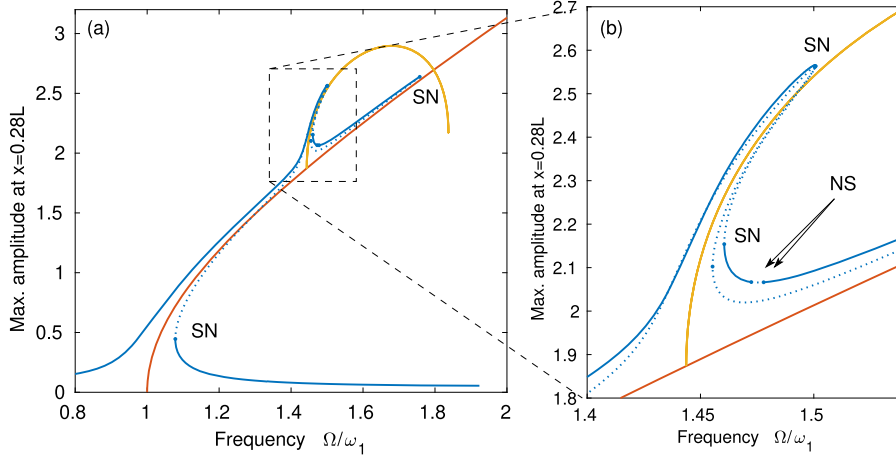 (a)
3
2.5
2
1.5
1
0.5
0
0.8
1
1.2
1.4
1.6
1.8
2
Max. amplitude at x=0.28L
Frequency Ω/ω₁
SN
SN
(b)
2.7
2.6
2.5
2.4
2.3
2.2
2.1
2
1.9
1.8
1.4
1.45
1.5
Max. amplitude at x=0.28L
Frequency Ω/ω₁
SN
NS
SN